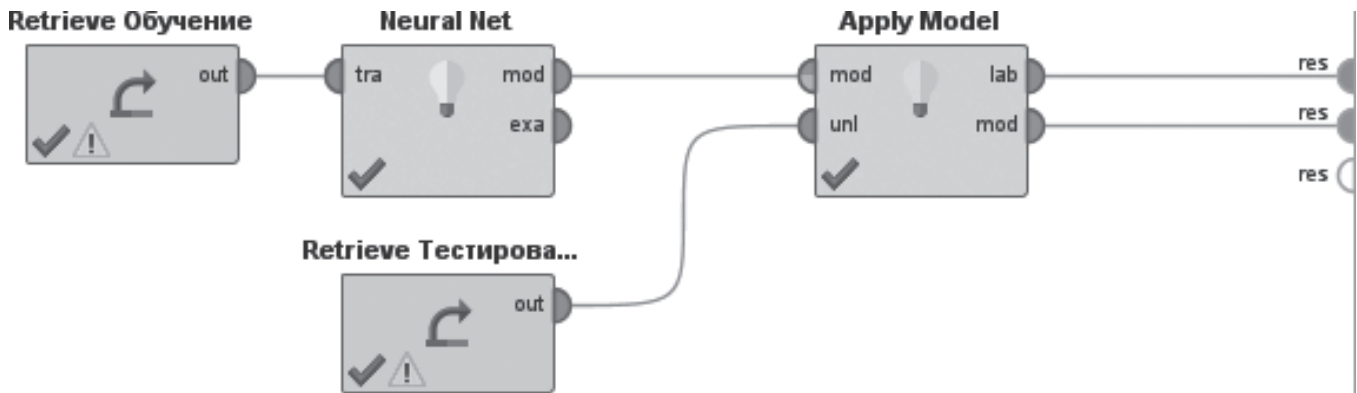 Retrieve Обучение
Neural Net
Apply Model
out
tra
mod
exa
mod
unl
lab
mod
res
res
res
Retrieve Тестирова...
out